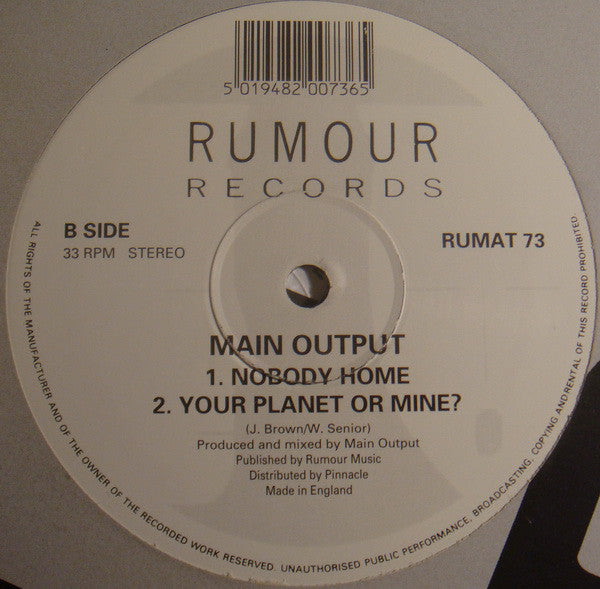 5 019482 007365
RUMOUR
RECORDS
B SIDE
33 RPM STEREO
RUMAT 73
MAIN OUTPUT
1. NOBODY HOME
2. YOUR PLANET OR MINE?
(J. Brown/W. Senior)
Produced and mixed by Main Output
Published by Rumour Music
Distributed by Pinnacle
Made in England
ALL RIGHTS OF THE MANUFACTURER AND OF THE OWNER OF THE RECORDED WORK RESERVED. UNAUTHORISED PUBLIC PERFORMANCE, BROADCASTING, COPYING AND RENTAL OF THIS RECORD PROHIBITED